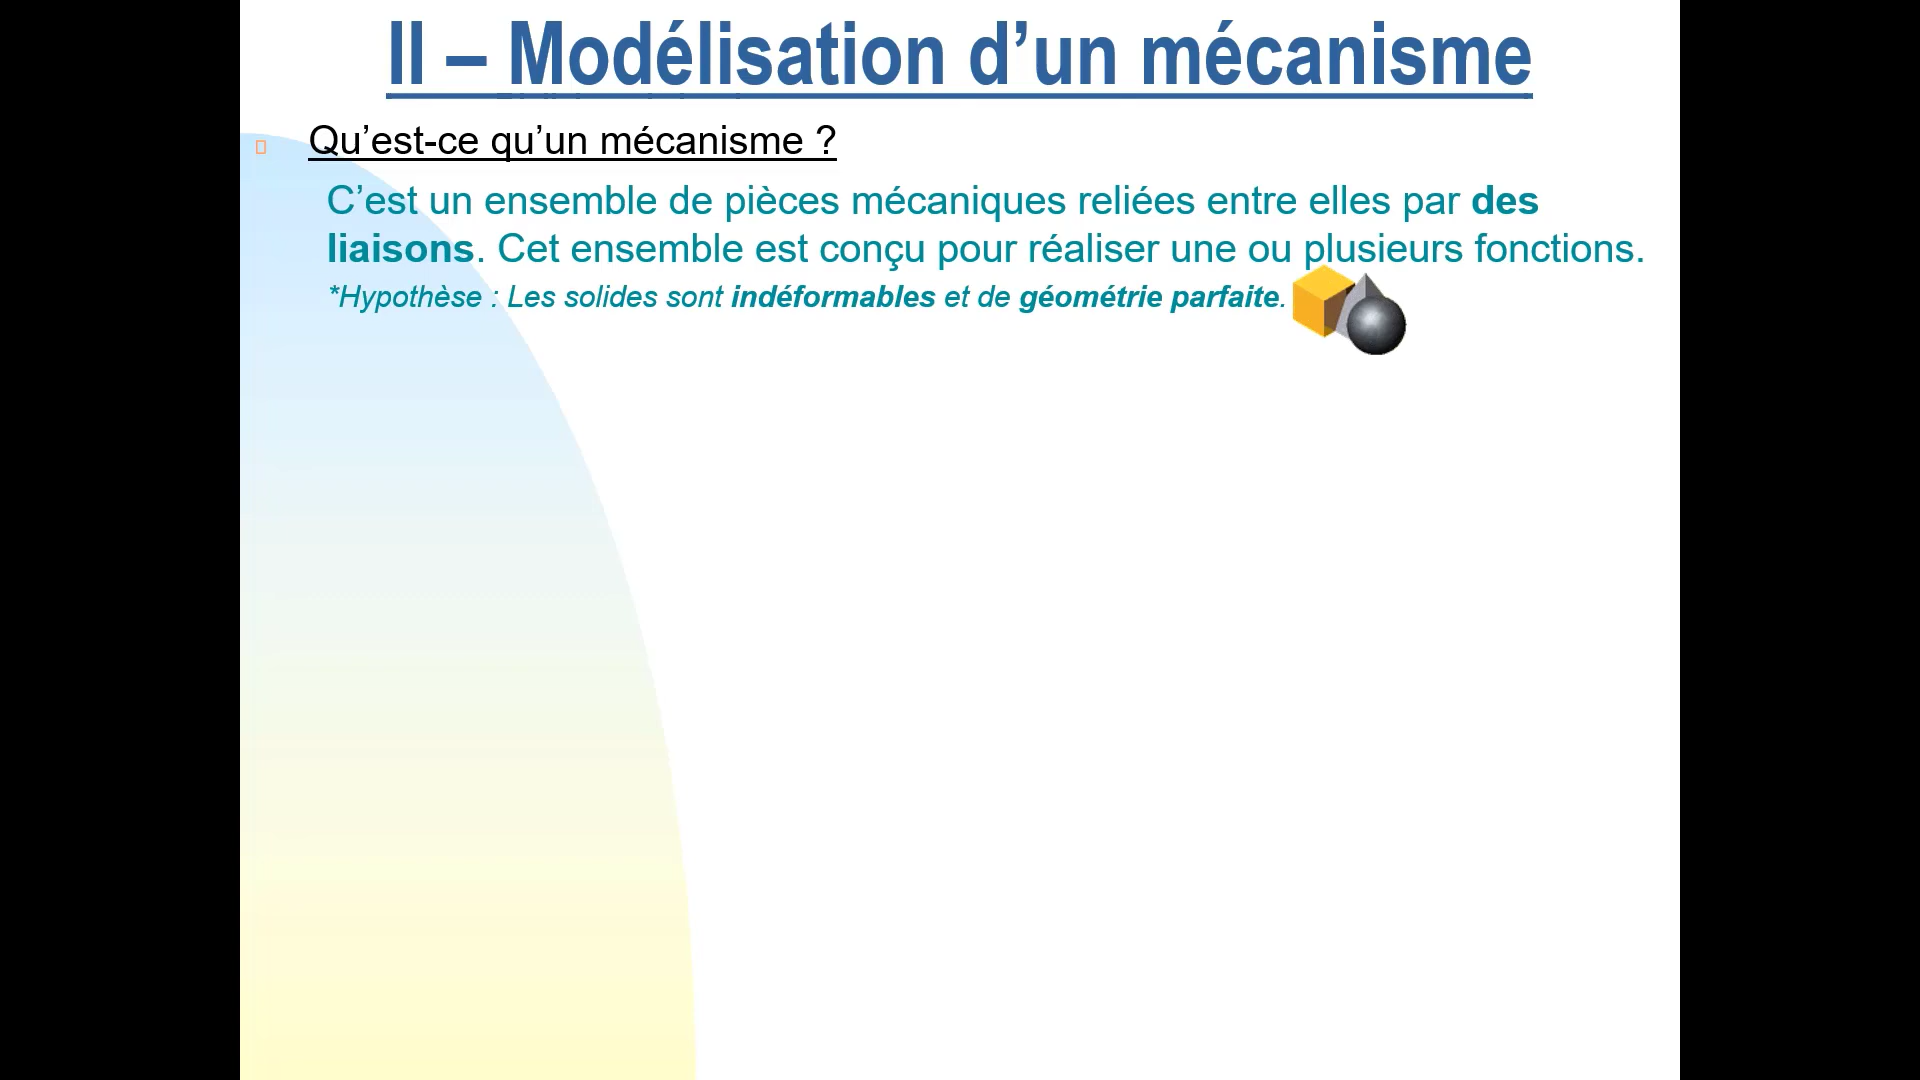 II – Modélisation d’un mécanisme
Qu’est-ce qu’un mécanisme ?
C’est un ensemble de pièces mécaniques reliées entre elles par des
liaisons. Cet ensemble est conçu pour réaliser une ou plusieurs fonctions.
*Hypothèse : Les solides sont indéformables et de géométrie parfaite.